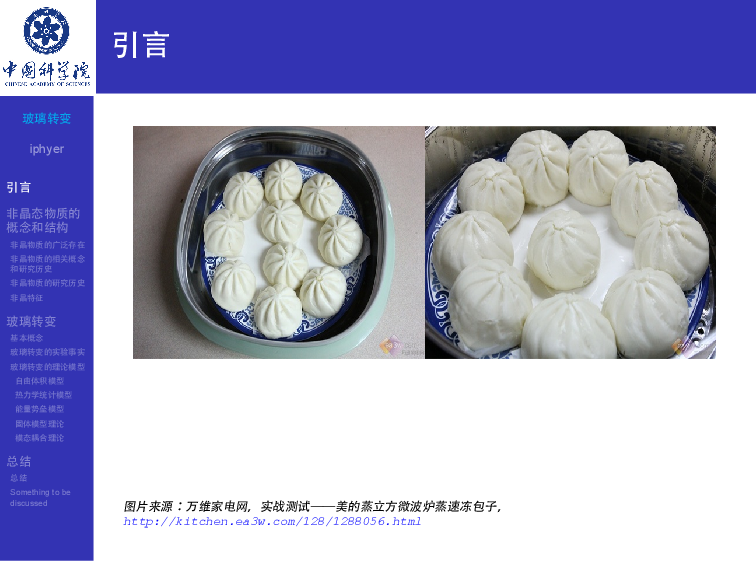 引言
中国科学院
CHINESE ACADEMY OF SCIENCES
玻璃转变
iphyer
引言
非晶态物质的
概念和结构
非晶物质的广泛存在
非晶物质的相关概念
和研究历史
非晶物质的研究历史
非晶特征
玻璃转变
基本概念
玻璃转变的实验事实
玻璃转变的理论模型
自由体积模型
热力学统计模型
能量势垒模型
固体模型理论
模态耦合理论
总结
总结
Something to be
discussed
图片来源：万维家电网，实战测试——美的蒸立方微波炉蒸速冻包子，
http://kitchen.ea3w.com/128/1288056.html